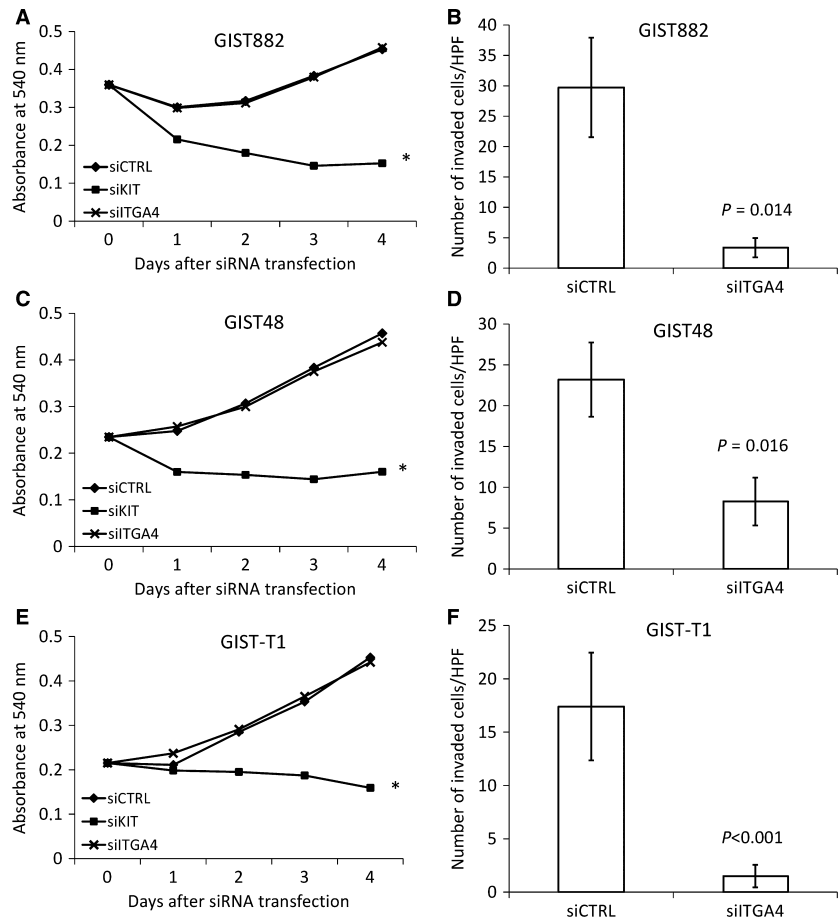 A
GIST882
Absorbance at 540 nm
0.5
0.4
0.3
0.2
0.1
0
siCTRL
siKIT
siITGA4
*
0 1 2 3 4
Days after siRNA transfection
B
GIST882
Number of invaded cells/HPF
40
35
30
25
20
15
10
5
0
P = 0.014
siCTRL siITGA4
C
GIST48
Absorbance at 540 nm
0.5
0.4
0.3
0.2
0.1
0
siCTRL
siKIT
siITGA4
*
0 1 2 3 4
Days after siRNA transfection
D
GIST48
Number of invaded cells/HPF
30
25
20
15
10
5
0
P = 0.016
siCTRL siITGA4
E
GIST-T1
Absorbance at 540 nm
0.5
0.4
0.3
0.2
0.1
0
siCTRL
siKIT
siITGA4
*
0 1 2 3 4
Days after siRNA transfection
F
GIST-T1
Number of invaded cells/HPF
25
20
15
10
5
0
P<0.001
siCTRL siITGA4